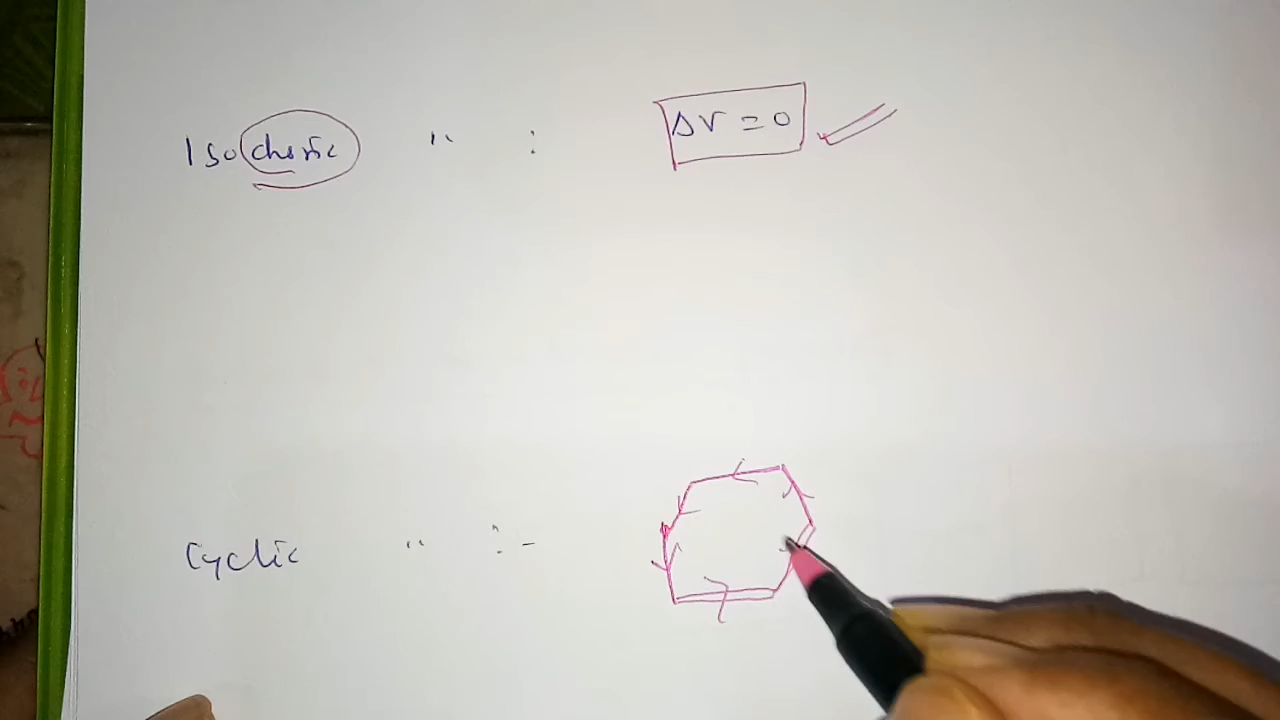 Isochoric " : ΔV = 0
Cyclic " :-